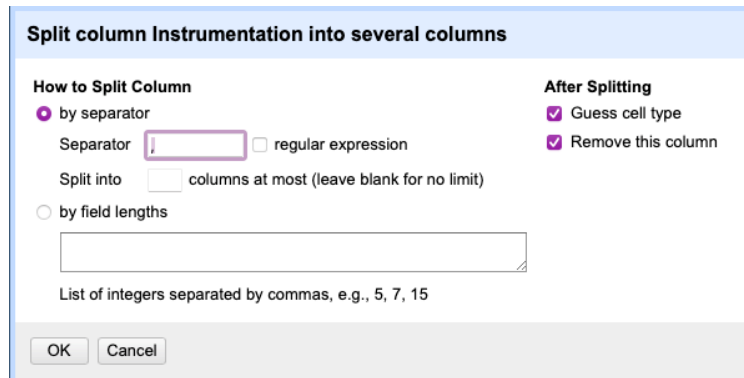 Split column Instrumentation into several columns
How to Split Column
by separator
Separator , regular expression
Split into columns at most (leave blank for no limit)
by field lengths
List of integers separated by commas, e.g., 5, 7, 15
After Splitting
Guess cell type
Remove this column
OK Cancel